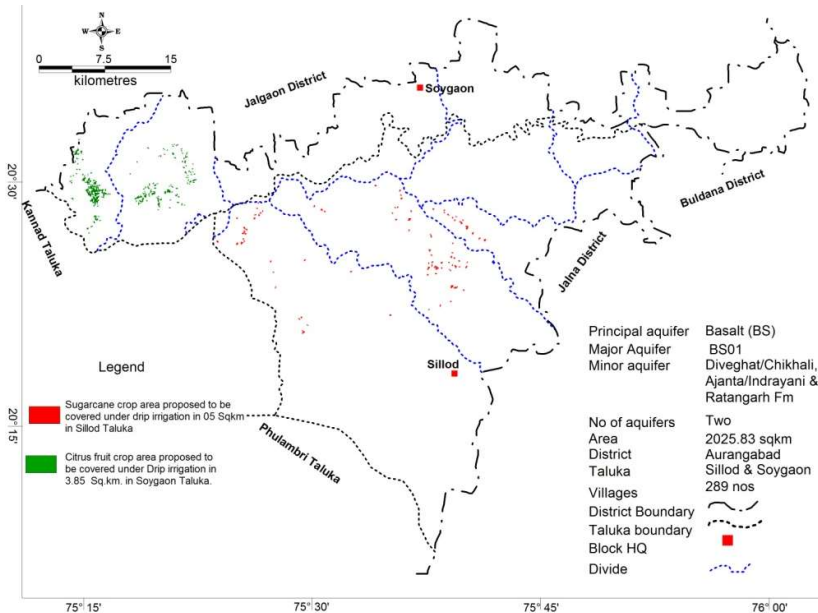 N
W E
S
0 7.5 15
kilometres
Jalgaon District
Soygaon
20° 30'
Kannad Taluka
Buldana District
Jalna District
Sillod
20° 15'
Phulambri Taluka
Legend
Sugarcane crop area proposed to be
covered under drip irrigation in 05 Sqkm
in Sillod Taluka
Citrus fruit crop area proposed to
be covered under Drip irrigation in
3.85 Sq.km. in Soygaon Taluka.
Principal aquifer Basalt (BS)
Major Aquifer BS01
Minor aquifer Diveghat/Chikhali,
Ajanta/Indrayani &
Ratangarh Fm
No of aquifers Two
Area 2025.83 sqkm
District Aurangabad
Taluka Sillod & Soygaon
Villages 289 nos
District Boundary
Taluka boundary
Block HQ
Divide
75° 15' 75° 30' 75° 45' 76° 00'